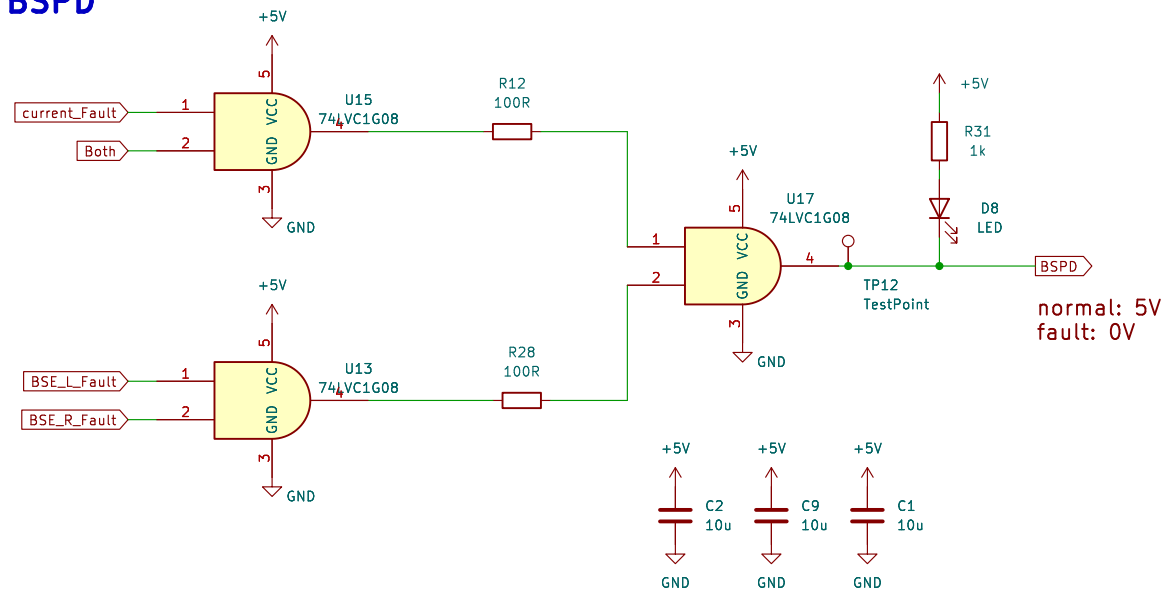 BSPD
+5V
current_Fault
1
Both
2
5
VCC
GND
3
GND
U15
74LVC1G08
4
R12
100R
+5V
5
VCC
GND
3
GND
1
2
U17
74LVC1G08
4
TP12
TestPoint
+5V
R31
1k
D8
LED
BSPD
normal: 5V
fault: 0V
+5V
BSE_L_Fault
1
BSE_R_Fault
2
5
VCC
GND
3
GND
U13
74LVC1G08
4
R28
100R
+5V
C2
10u
GND
+5V
C9
10u
GND
+5V
C1
10u
GND